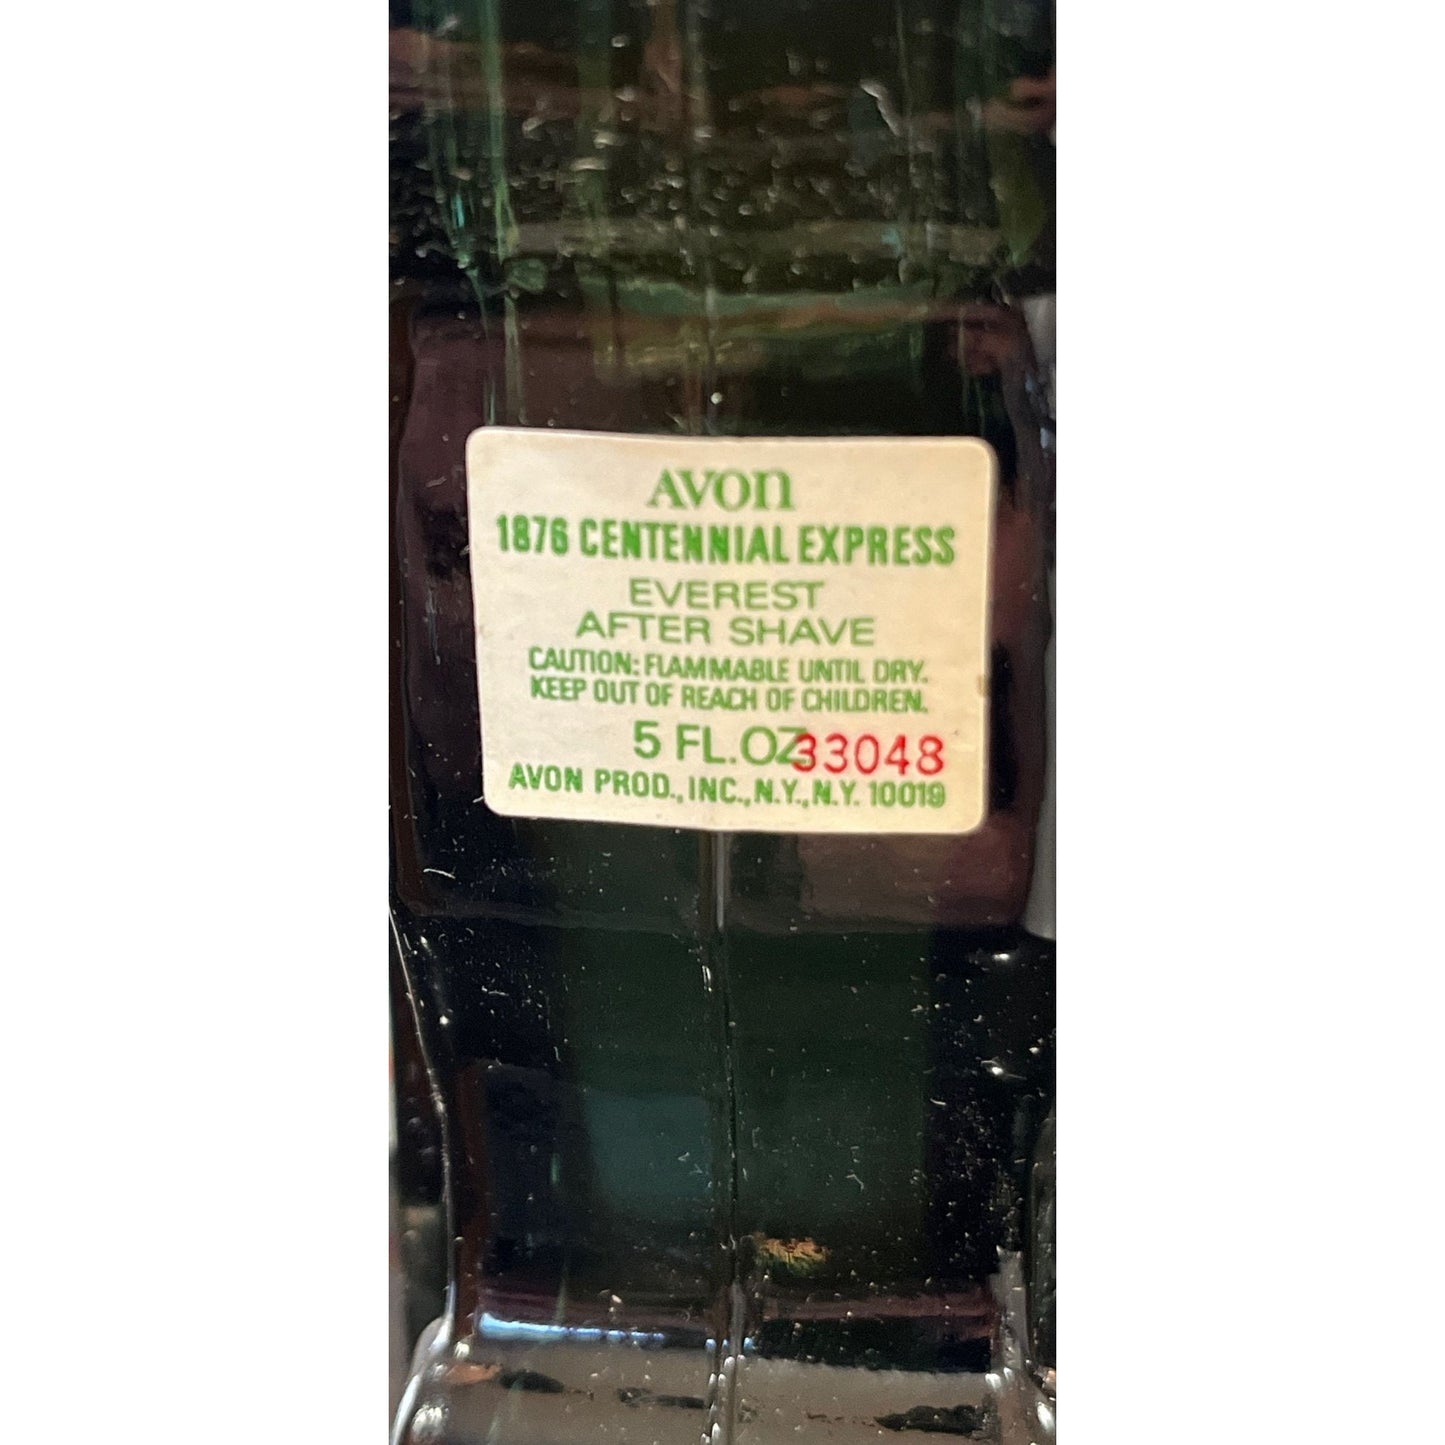 AVON
1876 CENTENNIAL EXPRESS
EVEREST
AFTER SHAVE
CAUTION: FLAMMABLE UNTIL DRY.
KEEP OUT OF REACH OF CHILDREN.
5 FL.OZ 33048
AVON PROD., INC., N.Y., N.Y. 10019